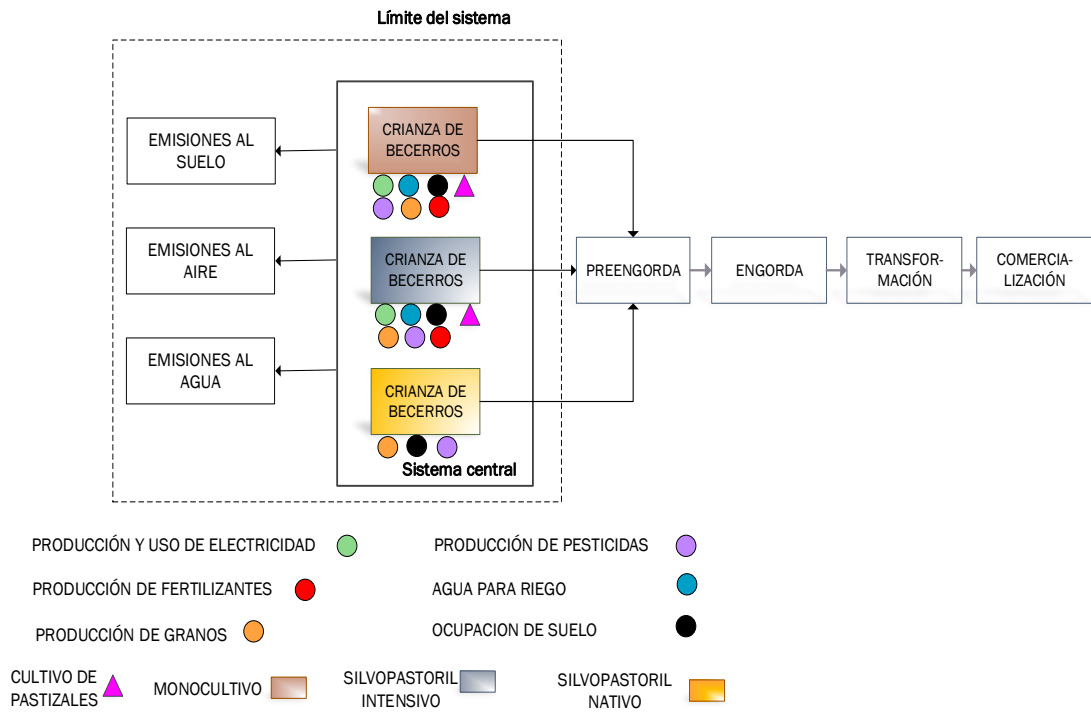 Límite del sistema
EMISIONES AL
SUELO
EMISIONES AL
AIRE
EMISIONES AL
AGUA
CRIANZA DE
BECERROS
CRIANZA DE
BECERROS
CRIANZA DE
BECERROS
Sistema central
PREENGORDA
ENGORDA
TRANSFOR-
MACIÓN
COMERCIA-
LIZACIÓN
PRODUCCIÓN Y USO DE ELECTRICIDAD
PRODUCCIÓN DE PESTICIDAS
PRODUCCIÓN DE FERTILIZANTES
AGUA PARA RIEGO
PRODUCCIÓN DE GRANOS
OCUPACION DE SUELO
CULTIVO DE
PASTIZALES
MONOCULTIVO
SILVOPASTORIL
INTENSIVO
SILVOPASTORIL
NATIVO